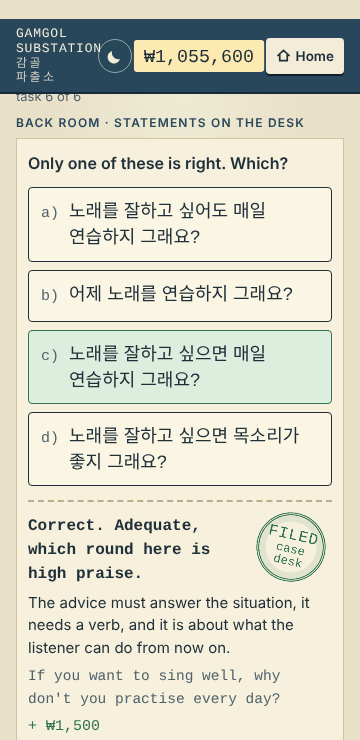 GAMGOL
SUBSTATION
감골
파출소
₩1,055,600
Home
task 6 of 6
BACK ROOM · STATEMENTS ON THE DESK
Only one of these is right. Which?
a) 노래를 잘하고 싶어도 매일
연습하지 그래요?
b) 어제 노래를 연습하지 그래요?
c) 노래를 잘하고 싶으면 매일
연습하지 그래요?
d) 노래를 잘하고 싶으면 목소리가
좋지 그래요?
Correct. Adequate,
which round here is
high praise.
FILED
case
desk
The advice must answer the situation, it
needs a verb, and it is about what the
listener can do from now on.
If you want to sing well, why
don't you practise every day?
+ ₩1,500